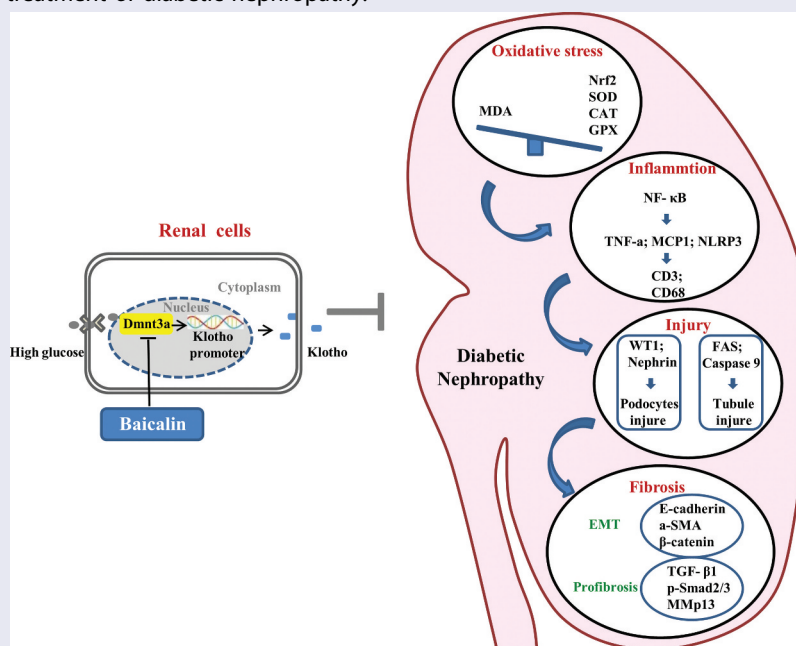 treatment of diabetic nephropathy.
Oxidative stress
MDA
Nrf2
SOD
CAT
GPX
Inflammtion
NF- κB
TNF-a; MCP1; NLRP3
CD3;
CD68
Injury
WT1;
Nephrin
Podocytes
injure
FAS;
Caspase 9
Tubule
injure
Fibrosis
EMT
E-cadherin
a-SMA
β-catenin
Profibrosis
TGF- β1
p-Smad2/3
MMp13
Diabetic
Nephropathy
Renal cells
Cytoplasm
Nucleus
Dmnt3a
Klotho
promoter
High glucose
Klotho
Baicalin